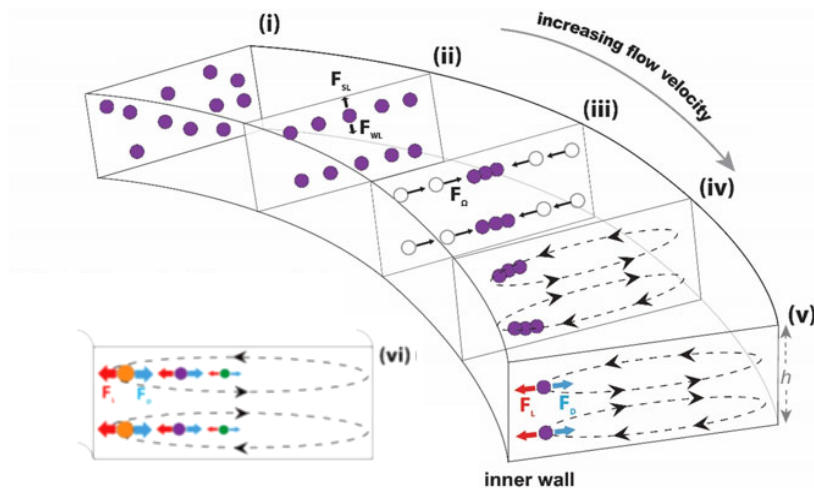 (i)
(ii)
increasing flow velocity
F_SL
F_WL
(iii)
F_Ω
(iv)
(v)
(vi)
F_L
F_D
h
F_L
F_D
inner wall